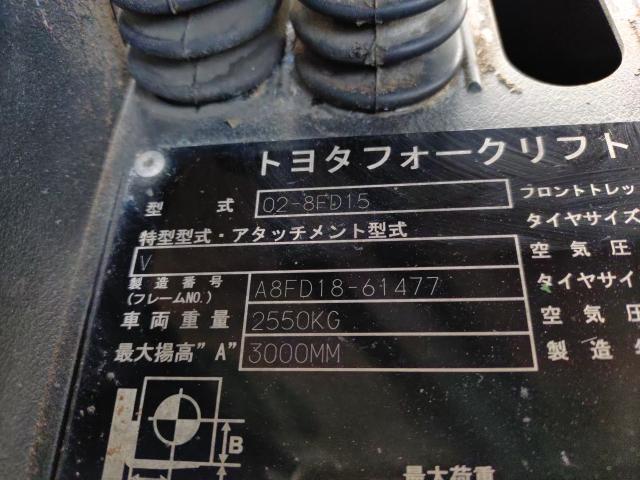 トヨタフォークリフト
型 式 02-8FD15 フロントトレッ
タイヤサイズ
特型型式・アタッチメント型式
V 空気圧
製造番号 (フレームNO.) A8FD18-61477 タイヤサイ
車両重量 2550KG 空気圧
最大揚高"A" 3000MM 製造
B
最大荷重